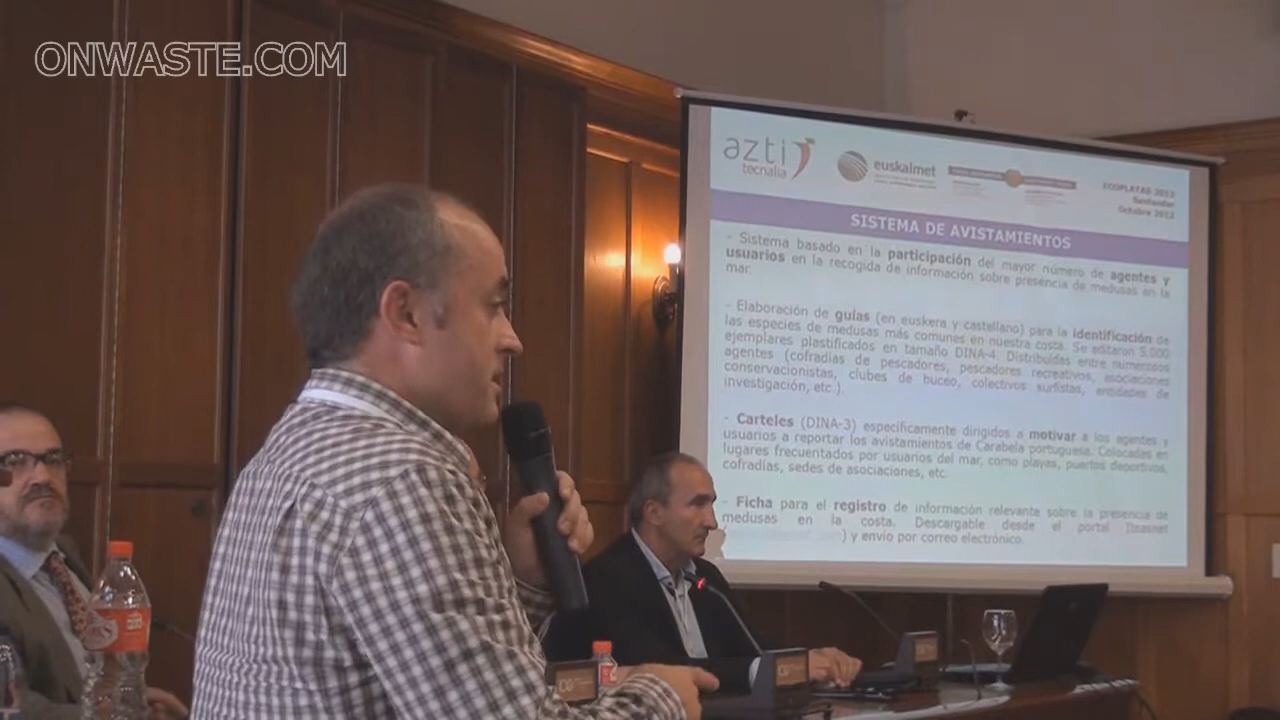 ONWASTE.COM
azti
tecnalia
euskalmet
ECOPLAYAS 2012
Santander
Octubre 2012
SISTEMA DE AVISTAMIENTOS
- Sistema basado en la participación del mayor número de agentes y
usuarios en la recogida de información sobre presencia de medusas en la
mar.
- Elaboración de guías (en euskera y castellano) para la identificación de
las especies de medusas más comunes en nuestra costa. Se editaron 5.000
ejemplares plastificados en tamaño DINA-4. Distribuidas entre numerosos
agentes (cofradías de pescadores, pescadores recreativos, asociaciones
conservacionistas, clubes de buceo, colectivos surfistas, entidades de
investigación, etc.).
- Carteles (DINA-3) específicamente dirigidos a motivar a los agentes y
usuarios a reportar los avistamientos de Carabela portuguesa. Colocadas en
lugares frecuentados por usuarios del mar, como playas, puertos deportivos,
cofradías, sedes de asociaciones, etc.
- Ficha para el registro de información relevante sobre la presencia de
medusas en la costa. Descargable desde el portal Itsasnet
) y envío por correo electrónico.